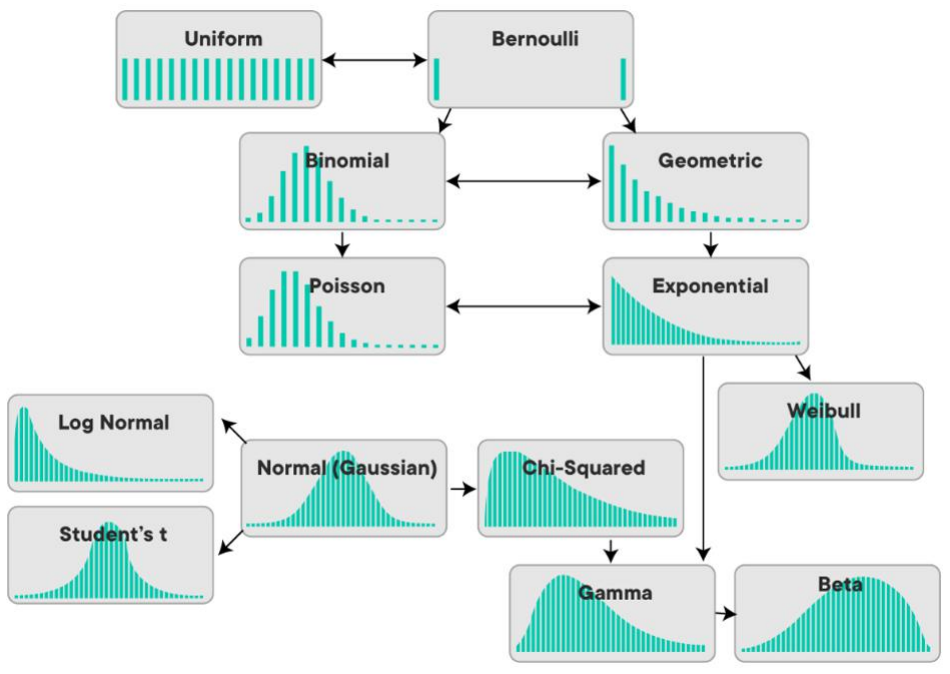 Uniform
Bernoulli
Binomial
Geometric
Poisson
Exponential
Weibull
Log Normal
Normal (Gaussian)
Chi-Squared
Student's t
Gamma
Beta